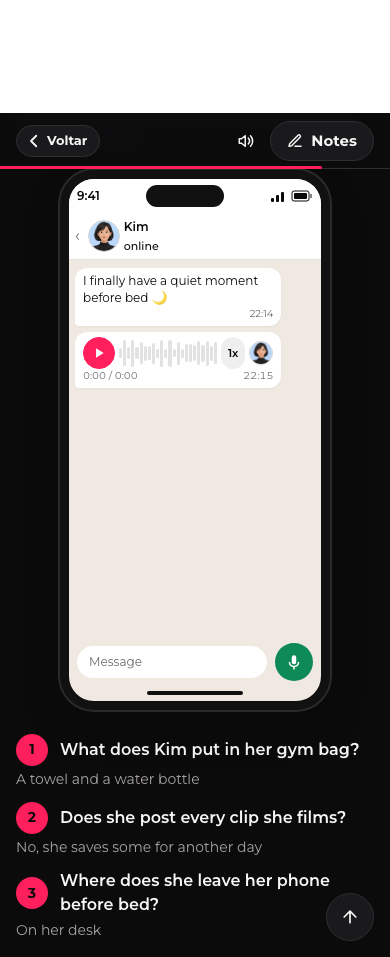 Voltar
Notes
9:41
Kim
online
I finally have a quiet moment
before bed 🌙
22:14
1x
0:00 / 0:00
22:15
Message
1 What does Kim put in her gym bag?
A towel and a water bottle
2 Does she post every clip she films?
No, she saves some for another day
3 Where does she leave her phone
before bed?
On her desk